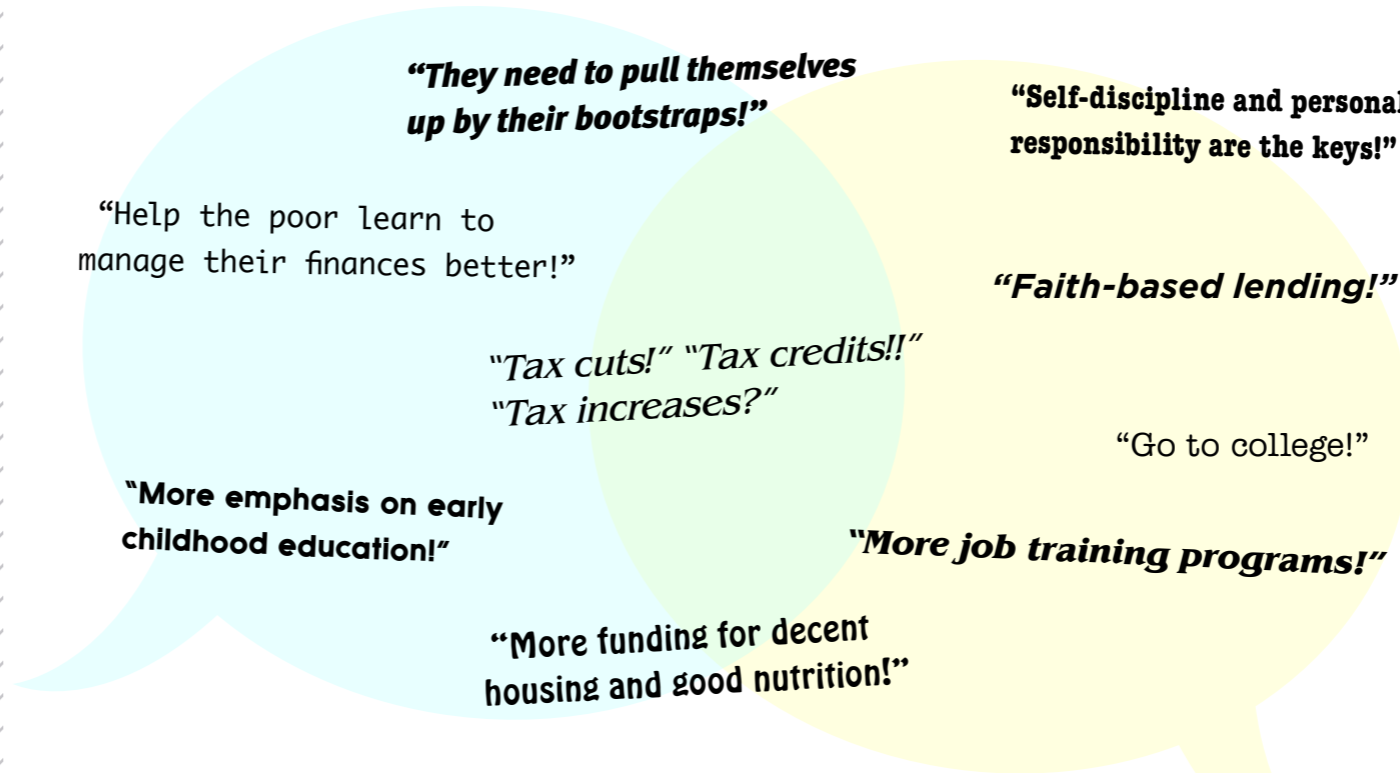 “They need to pull themselves
up by their bootstraps!”
“Self-discipline and personal
responsibility are the keys!”
“Help the poor learn to
manage their finances better!”
“Faith-based lending!”
“Tax cuts!” “Tax credits!!”
“Tax increases?”
“Go to college!”
“More emphasis on early
childhood education!”
“More job training programs!”
“More funding for decent
housing and good nutrition!”